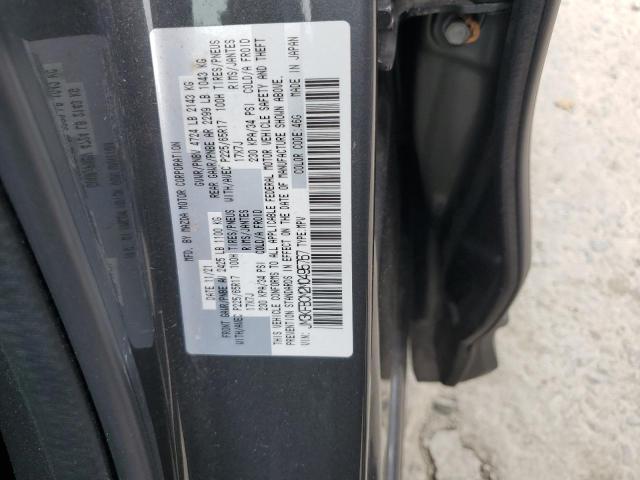 MFD. BY MAZDA MOTOR CORPORATION
DATE 11/21 GVWR/PNBV 4724 LB 2143 KG
FRONT GAWR/PNBE AV 2425 LB 1100 KG REAR GAWR/PNBE AR 2299 LB 1043 KG
WITH/AVEC P225/65R17 100H TIRES/PNEUS WITH/AVEC P225/65R17 100H TIRES/PNEUS
17X7J RIMS/JANTES 17X7J RIMS/JANTES
230 KPA/34 PSI COLD/A FROID 230 KPA/34 PSI COLD/A FROID
THIS VEHICLE CONFORMS TO ALL APPLICABLE FEDERAL MOTOR VEHICLE SAFETY AND THEFT
PREVENTION STANDARDS IN EFFECT ON THE DATE OF MANUFACTURE SHOWN ABOVE.
COLOR CODE:46G MADE IN JAPAN
V.I.N.: TYPE:MPV